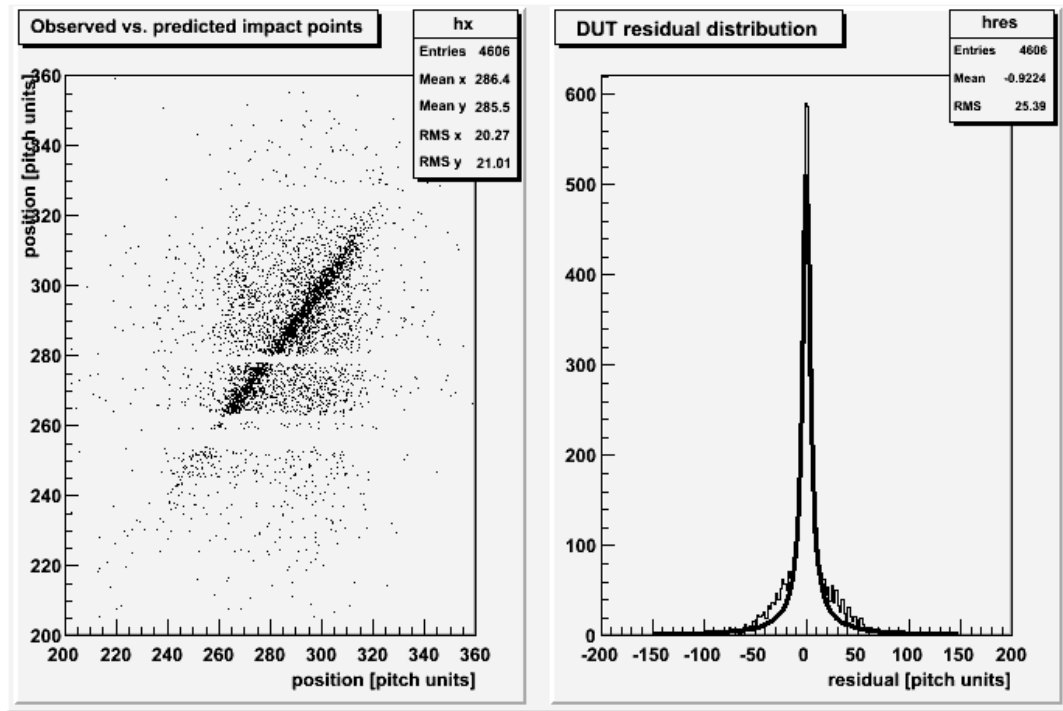 Observed vs. predicted impact points
hx
Entries 4606
Mean x 286.4
Mean y 285.5
RMS x 20.27
RMS y 21.01
position [pitch units]
360
340
320
300
280
260
240
220
200
200 220 240 260 280 300 320 340 360
position [pitch units]
DUT residual distribution
hres
Entries 4606
Mean -0.9224
RMS 25.39
600
500
400
300
200
100
0
-200 -150 -100 -50 0 50 100 150 200
residual [pitch units]